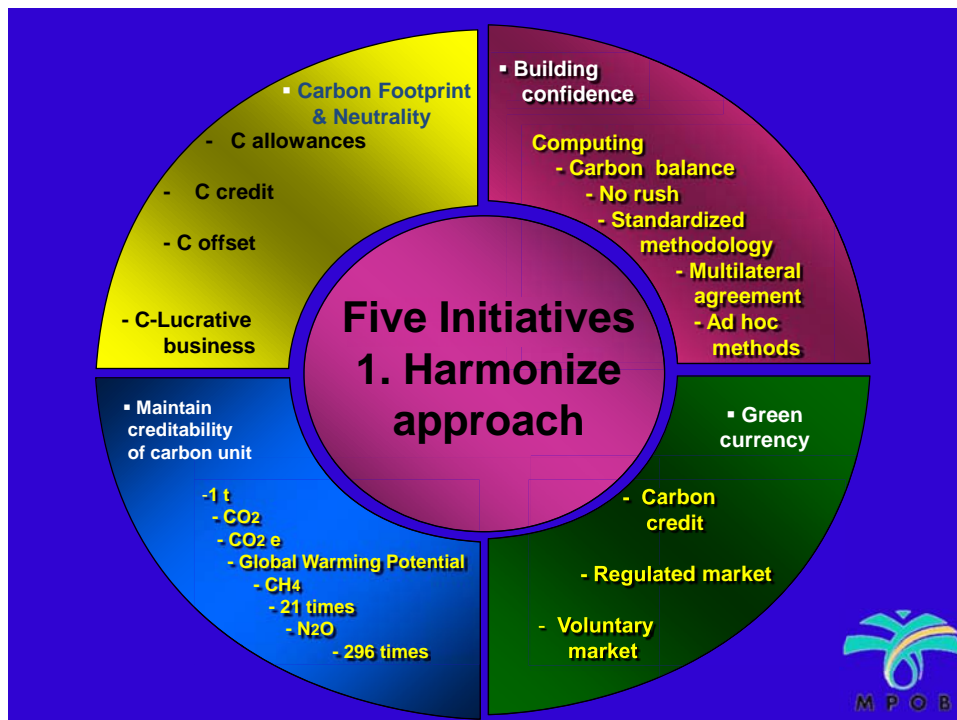 ▪ Carbon Footprint
& Neutrality
- C allowances
- C credit
- C offset
- C-Lucrative
business
▪ Building
confidence
Computing
- Carbon balance
- No rush
- Standardized
methodology
- Multilateral
agreement
- Ad hoc
methods
Five Initiatives
1. Harmonize
approach
▪ Maintain
creditability
of carbon unit
-1 t
- CO2
- CO2 e
- Global Warming Potential
- CH4
- 21 times
- N2O
- 296 times
▪ Green
currency
- Carbon
credit
- Regulated market
- Voluntary
market
MPOB